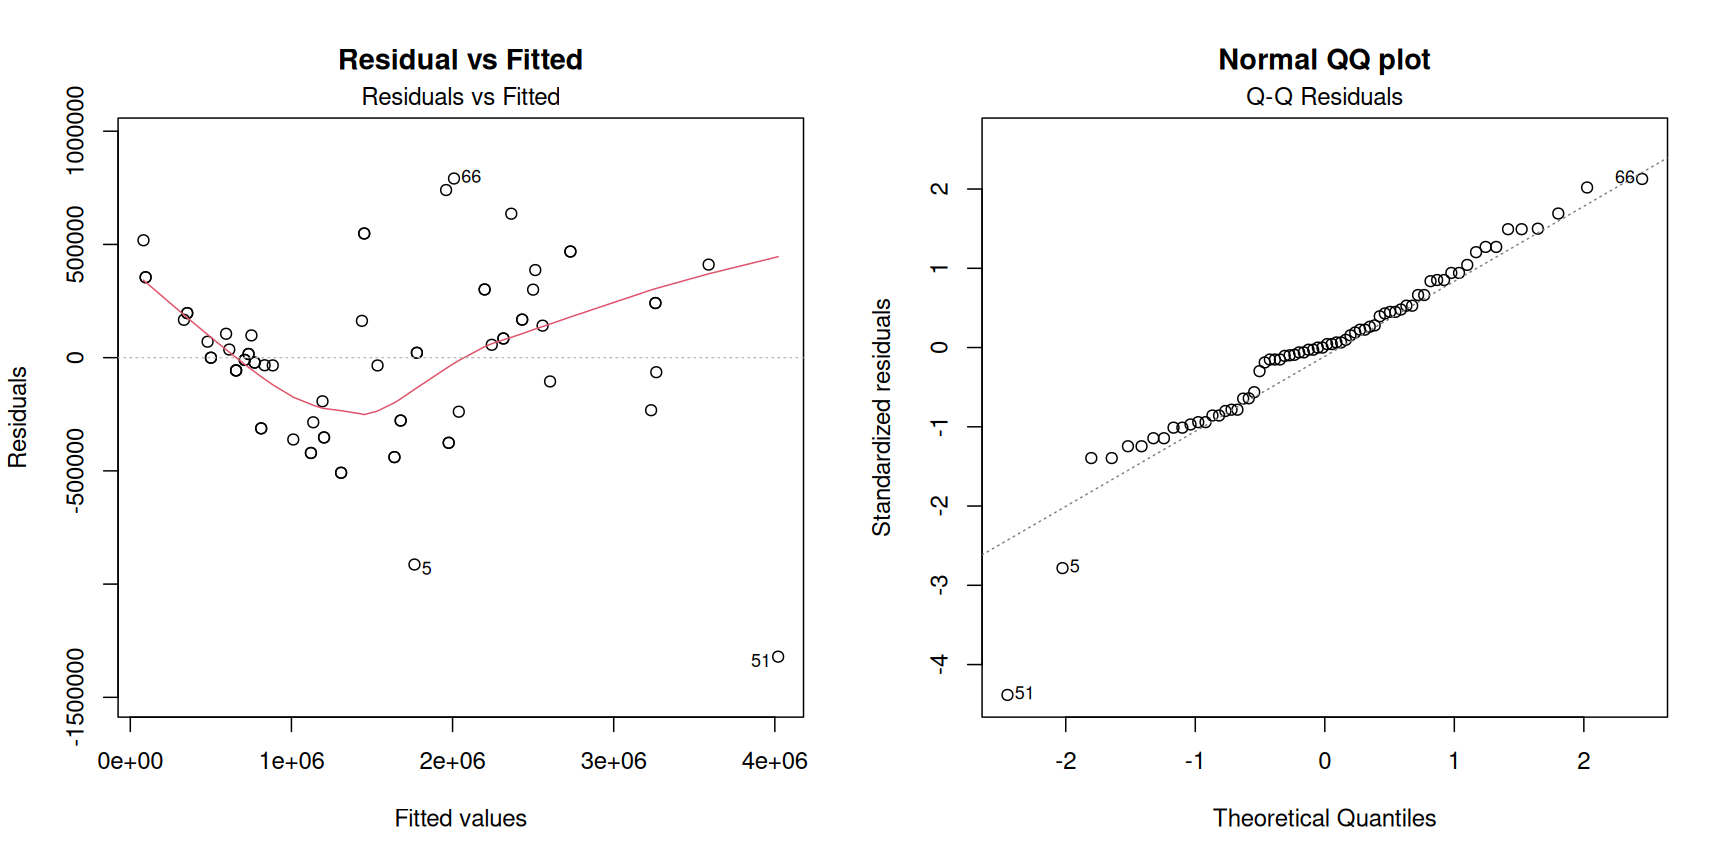 Residual vs Fitted
Residuals vs Fitted
Residuals
1000000
500000
0
-500000
-1500000
66
5
51
0e+00 1e+06 2e+06 3e+06 4e+06
Fitted values
Normal QQ plot
Q-Q Residuals
Standardized residuals
2
1
0
-1
-2
-3
-4
66
5
51
-2 -1 0 1 2
Theoretical Quantiles